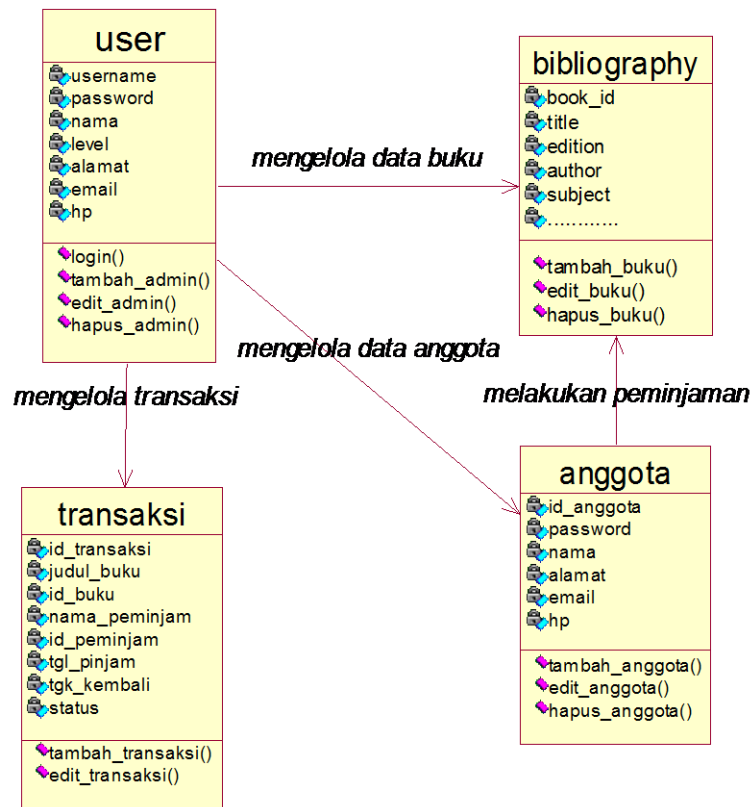 user
username
password
nama
level
alamat
email
hp
login()
tambah_admin()
edit_admin()
hapus_admin()
mengelola data buku
bibliography
book_id
title
edition
author
subject
............
tambah_buku()
edit_buku()
hapus_buku()
mengelola data anggota
mengelola transaksi
melakukan peminjaman
transaksi
id_transaksi
judul_buku
id_buku
nama_peminjam
id_peminjam
tgl_pinjam
tgk_kembali
status
tambah_transaksi()
edit_transaksi()
anggota
id_anggota
password
nama
alamat
email
hp
tambah_anggota()
edit_anggota()
hapus_anggota()